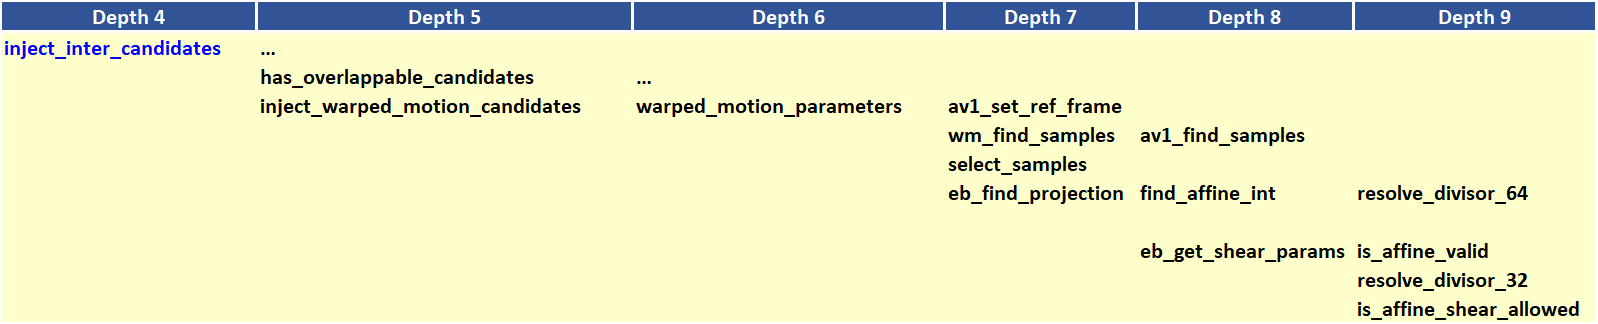 Depth 4 Depth 5 Depth 6 Depth 7 Depth 8 Depth 9
inject_inter_candidates ...
has_overlappable_candidates ...
inject_warped_motion_candidates warped_motion_parameters av1_set_ref_frame
wm_find_samples av1_find_samples
select_samples
eb_find_projection find_affine_int resolve_divisor_64
eb_get_shear_params is_affine_valid
resolve_divisor_32
is_affine_shear_allowed